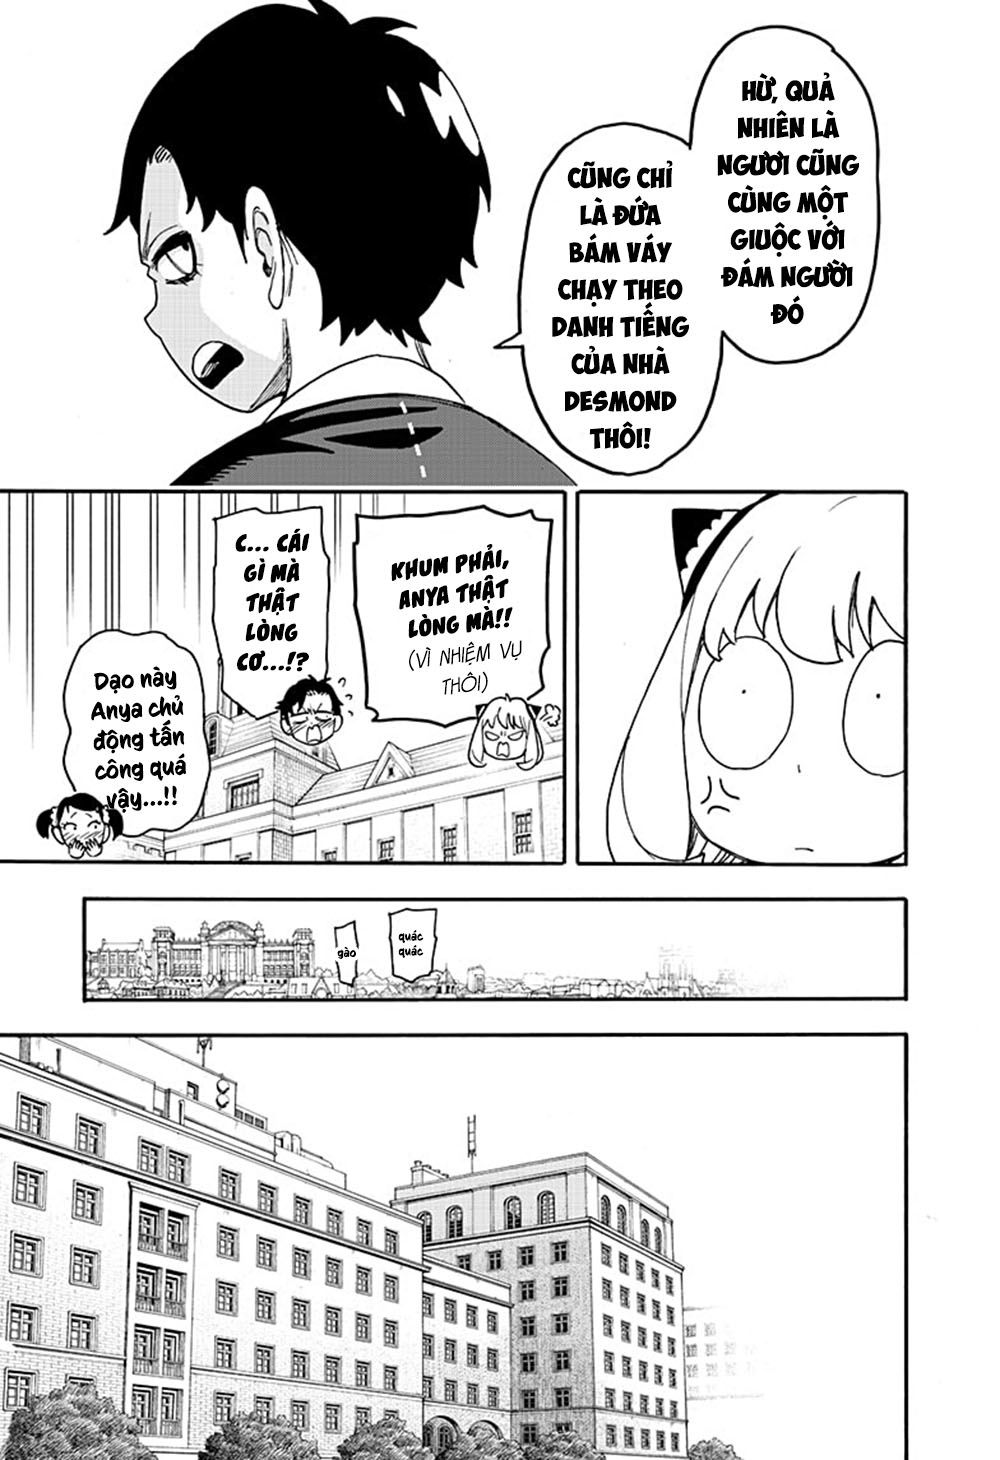 HỪ, QUẢ
NHIÊN LÀ
NGƯƠI CŨNG
CÙNG MỘT
GIUỘC VỚI
ĐÁM NGƯỜI
ĐÓ
CŨNG CHỈ
LÀ ĐỨA
BÁM VÁY
CHẠY THEO
DANH TIẾNG
CỦA NHÀ
DESMOND
THÔI!
KHUM PHẢI,
ANYA THẬT
LÒNG MÀ!!
(VÌ NHIỆM VỤ
THÔI)
C... CÁI
GÌ MÀ
THẬT
LÒNG
CƠ...!?
Dạo này
Anya chủ
động tấn
công quá
vậy...!!
quác
quác
gào